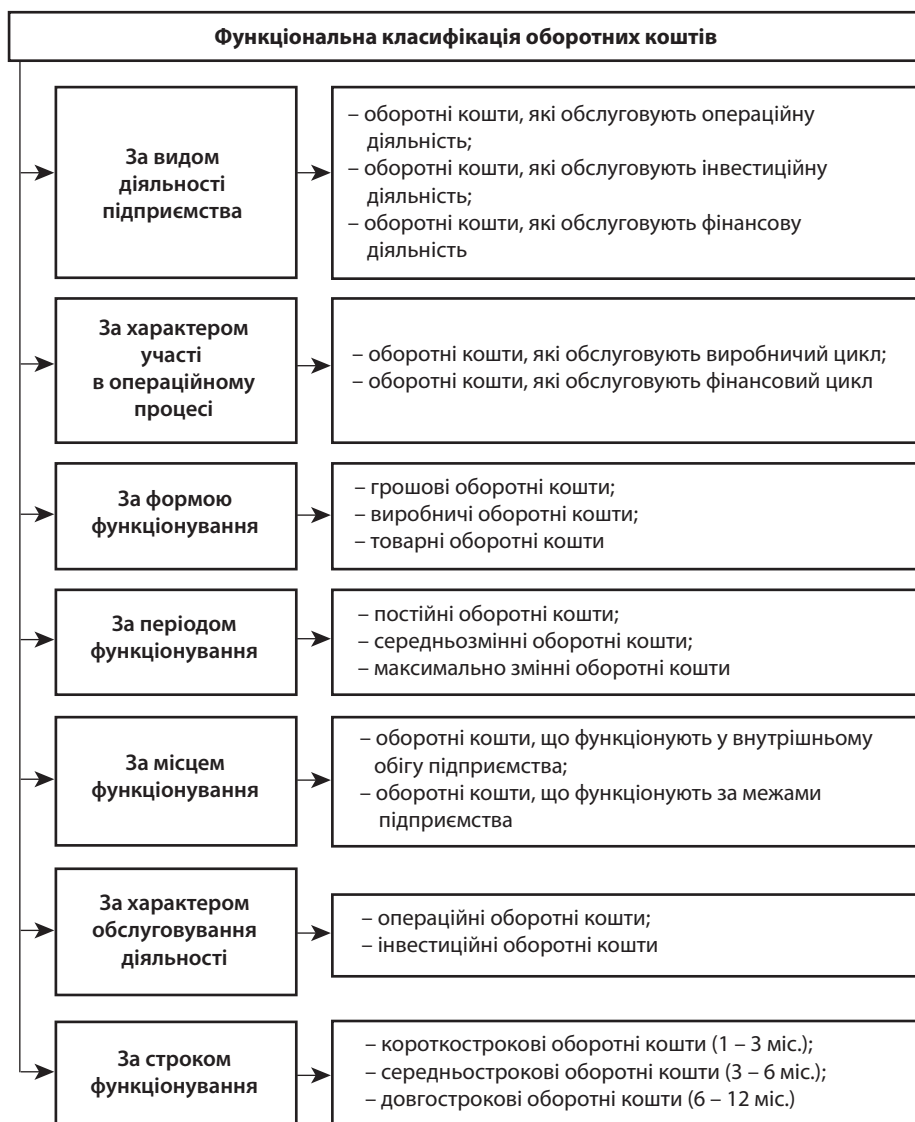 Функціональна класифікація оборотних коштів
За видом
діяльності
підприємства
– оборотні кошти, які обслуговують операційну
діяльність;
– оборотні кошти, які обслуговують інвестиційну
діяльність;
– оборотні кошти, які обслуговують фінансову
діяльність
За характером
участі
в операційному
процесі
– оборотні кошти, які обслуговують виробничий цикл;
– оборотні кошти, які обслуговують фінансовий цикл
За формою
функціонування
– грошові оборотні кошти;
– виробничі оборотні кошти;
– товарні оборотні кошти
За періодом
функціонування
– постійні оборотні кошти;
– середньозмінні оборотні кошти;
– максимально змінні оборотні кошти
За місцем
функціонування
– оборотні кошти, що функціонують у внутрішньому
обігу підприємства;
– оборотні кошти, що функціонують за межами
підприємства
За характером
обслуговування
діяльності
– операційні оборотні кошти;
– інвестиційні оборотні кошти
За строком
функціонування
– короткострокові оборотні кошти (1 – 3 міс.);
– середньострокові оборотні кошти (3 – 6 міс.);
– довгострокові оборотні кошти (6 – 12 міс.)